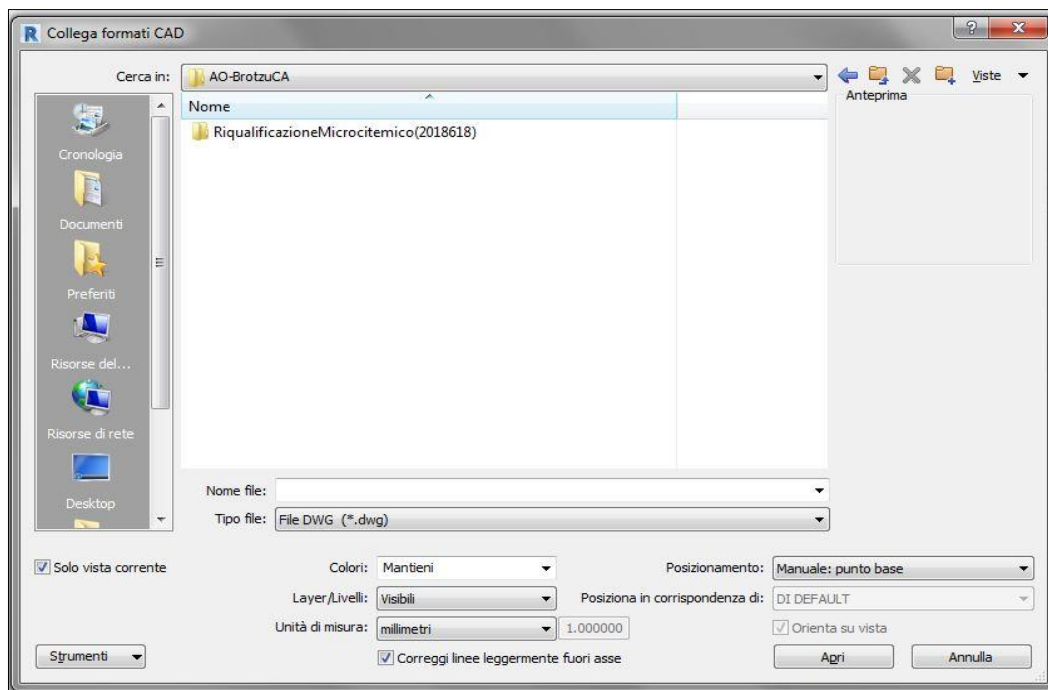 Collega formati CAD
Cerca in: AO-BrotzuCA
Viste
Cronologia
Documenti
Preferiti
Risorse del...
Risorse di rete
Desktop
Nome
RiqualificazioneMicrocitemico(2018618)
Anteprima
Nome file:
Tipo file: File DWG (*.dwg)
Solo vista corrente
Colori: Mantieni
Posizionamento: Manuale: punto base
Layer/Livelli: Visibili
Posiziona in corrispondenza di: DI DEFAULT
Unità di misura: millimetri 1.000000
Orienta su vista
Strumenti
Correggi linee leggermente fuori asse
Apri
Annulla